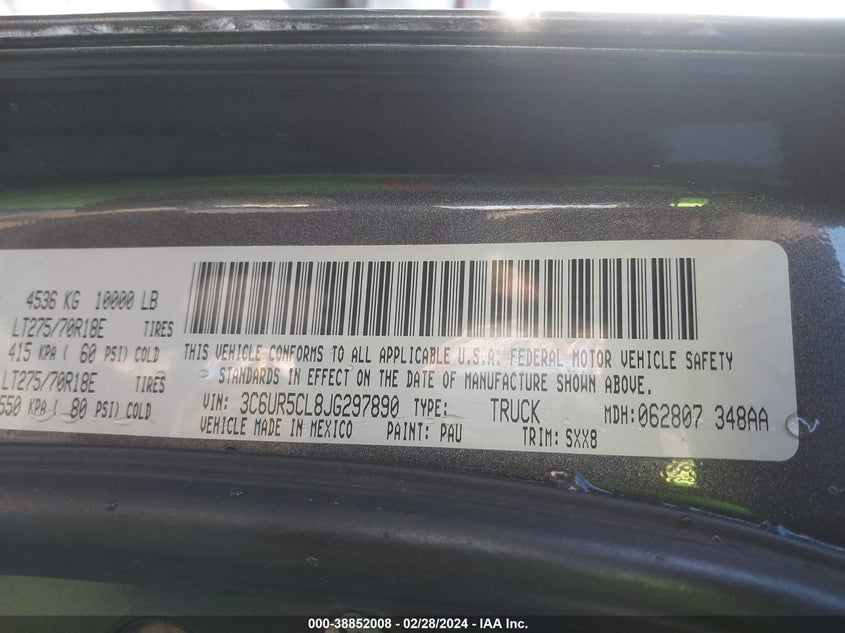 4536 KG 10000 LB
LT275/70R18E TIRES
415 KPA ( 60 PSI) COLD
LT275/70R18E TIRES
550 KPA ( 80 PSI) COLD
THIS VEHICLE CONFORMS TO ALL APPLICABLE U.S.A. FEDERAL MOTOR VEHICLE SAFETY
STANDARDS IN EFFECT ON THE DATE OF MANUFACTURE SHOWN ABOVE.
VIN: 3C6UR5CL8JG297890 TYPE: TRUCK MDH:062807 348AA
VEHICLE MADE IN MEXICO PAINT: PAU TRIM: SXX8
000-38852008 - 02/28/2024 - IAA Inc.